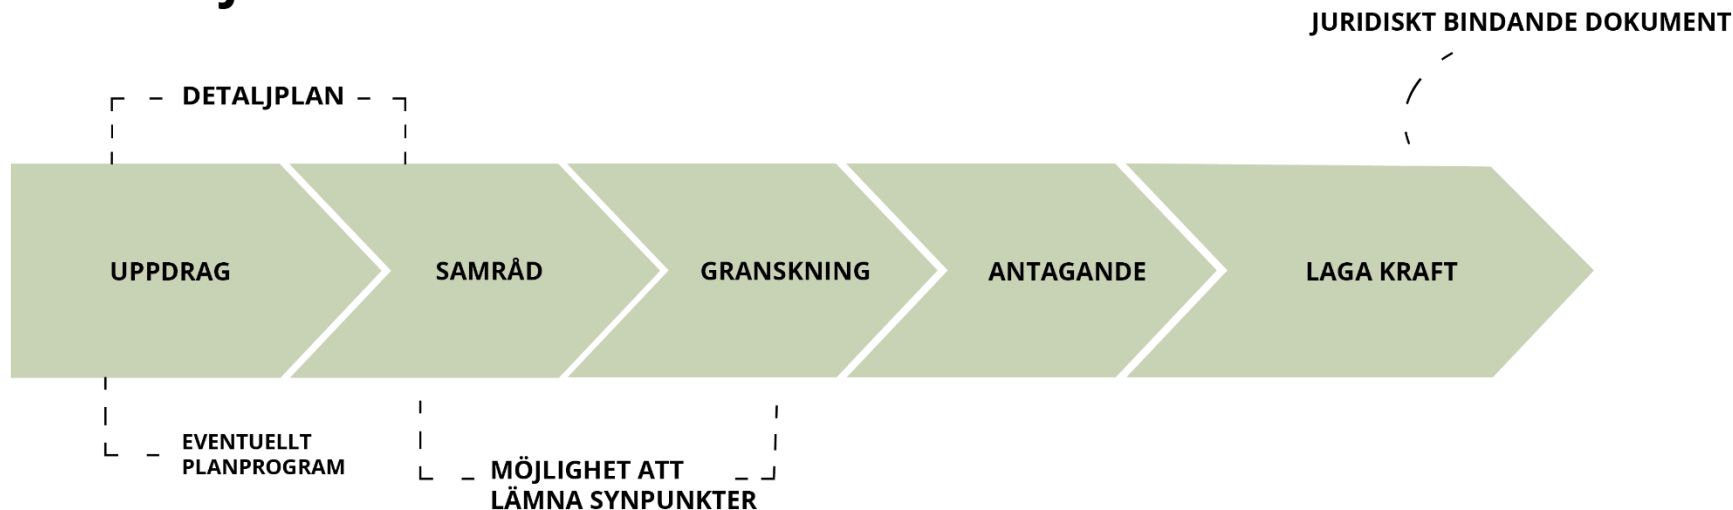 JURIDISKT BINDANDE DOKUMENT
DETALJPLAN
UPPDRAG
SAMRÅD
GRANSKNING
ANTAGANDE
LAGA KRAFT
EVENTUELLT
PLANPROGRAM
MÖJLIGHET ATT
LÄMNA SYNPUNKTER